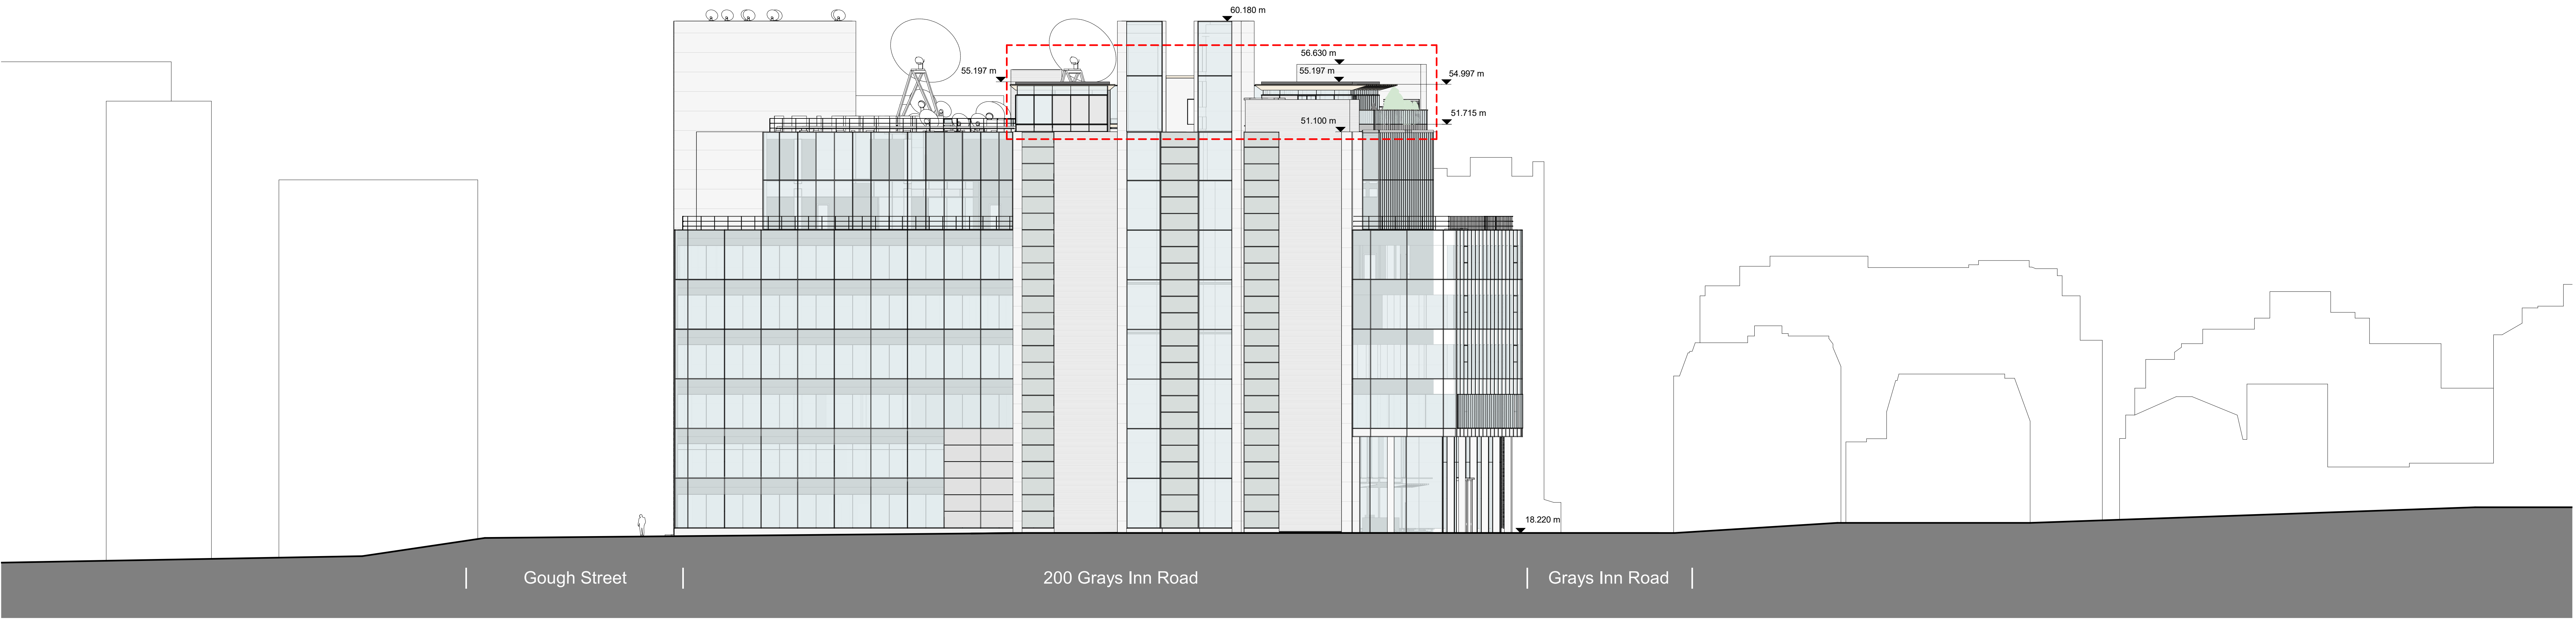 60.180 m
56.630 m
55.197 m
55.197 m
54.997 m
51.715 m
51.100 m
18.220 m
Gough Street
200 Grays Inn Road
Grays Inn Road